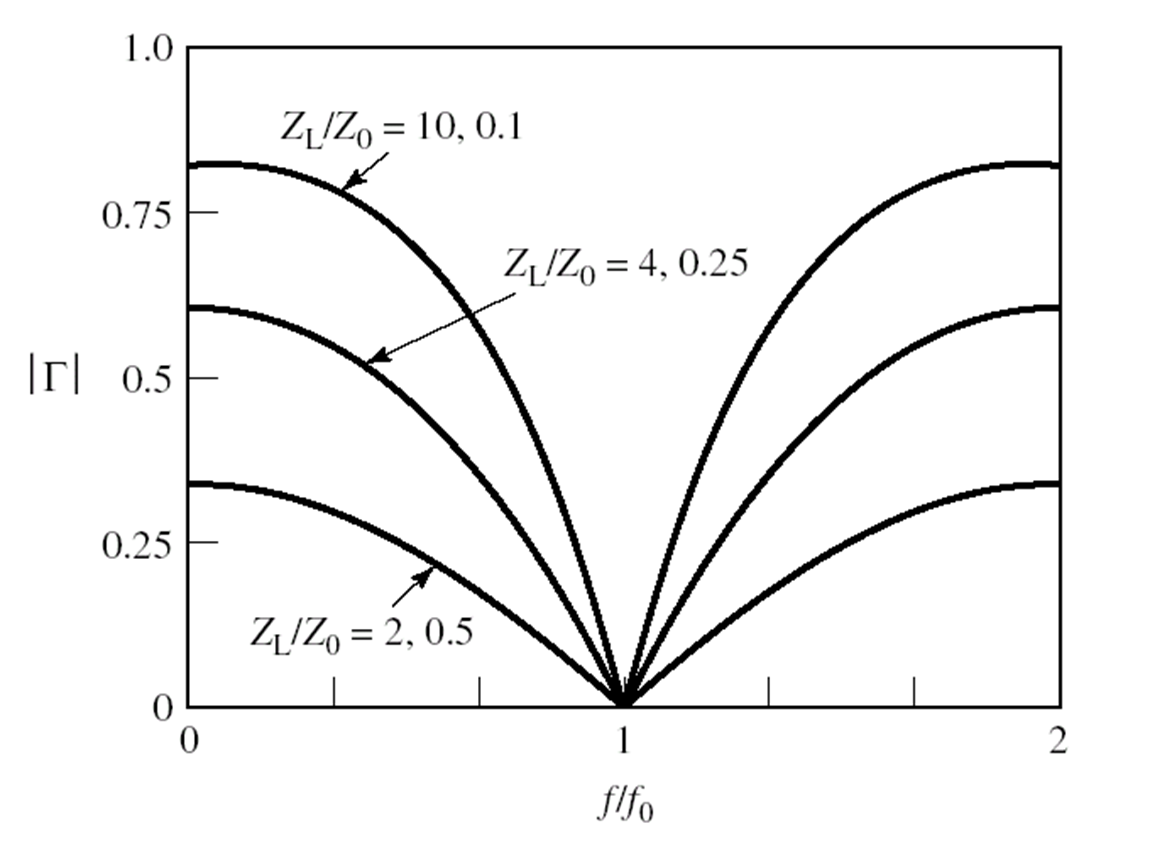 1.0
Z_L/Z_0 = 10, 0.1
0.75
Z_L/Z_0 = 4, 0.25
|Γ|
0.5
0.25
Z_L/Z_0 = 2, 0.5
0
0
1
2
f/f_0